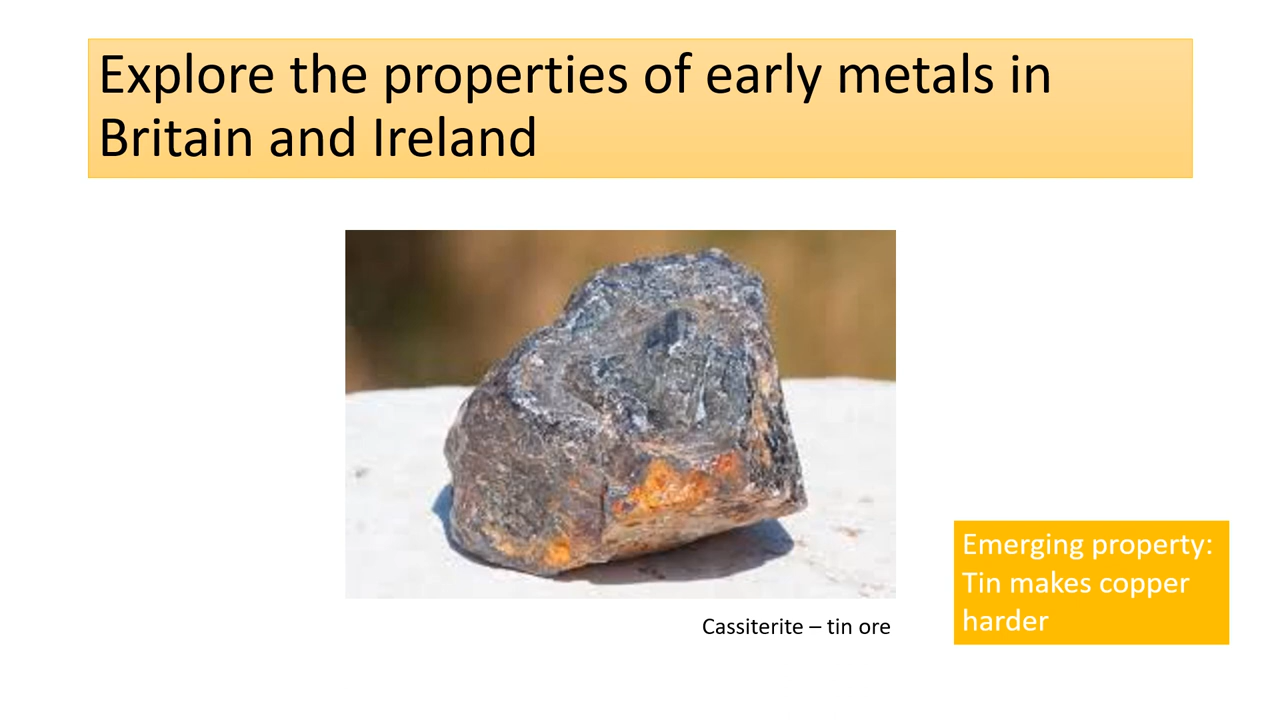 Explore the properties of early metals in
Britain and Ireland
Cassiterite – tin ore
Emerging property:
Tin makes copper
harder